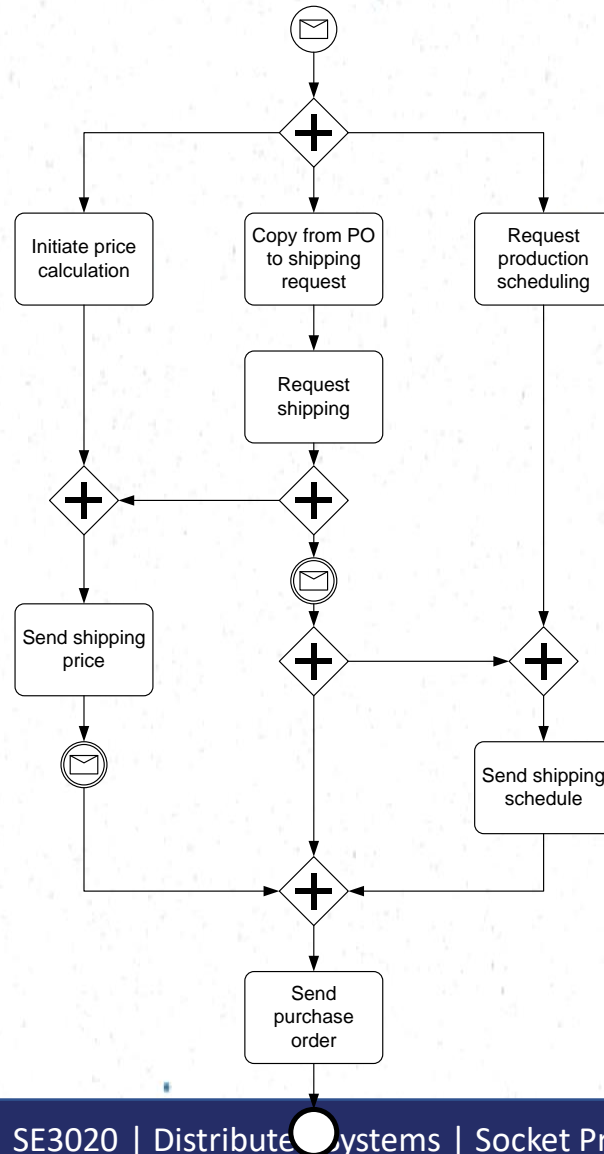 Initiate price
calculation
Copy from PO
to shipping
request
Request
production
scheduling
Request
shipping
Send shipping
price
Send shipping
schedule
Send
purchase
order
SE3020 | Distribute ystems | Socket Pr